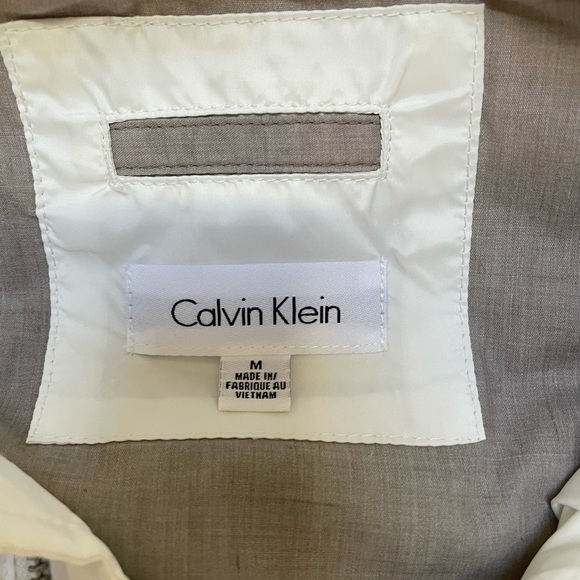 Calvin Klein
M
MADE IN/
FABRIQUE AU
VIETNAM